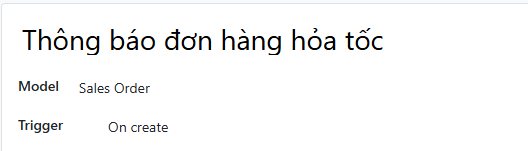 Thông báo đơn hàng hỏa tốc
Model Sales Order
Trigger On create